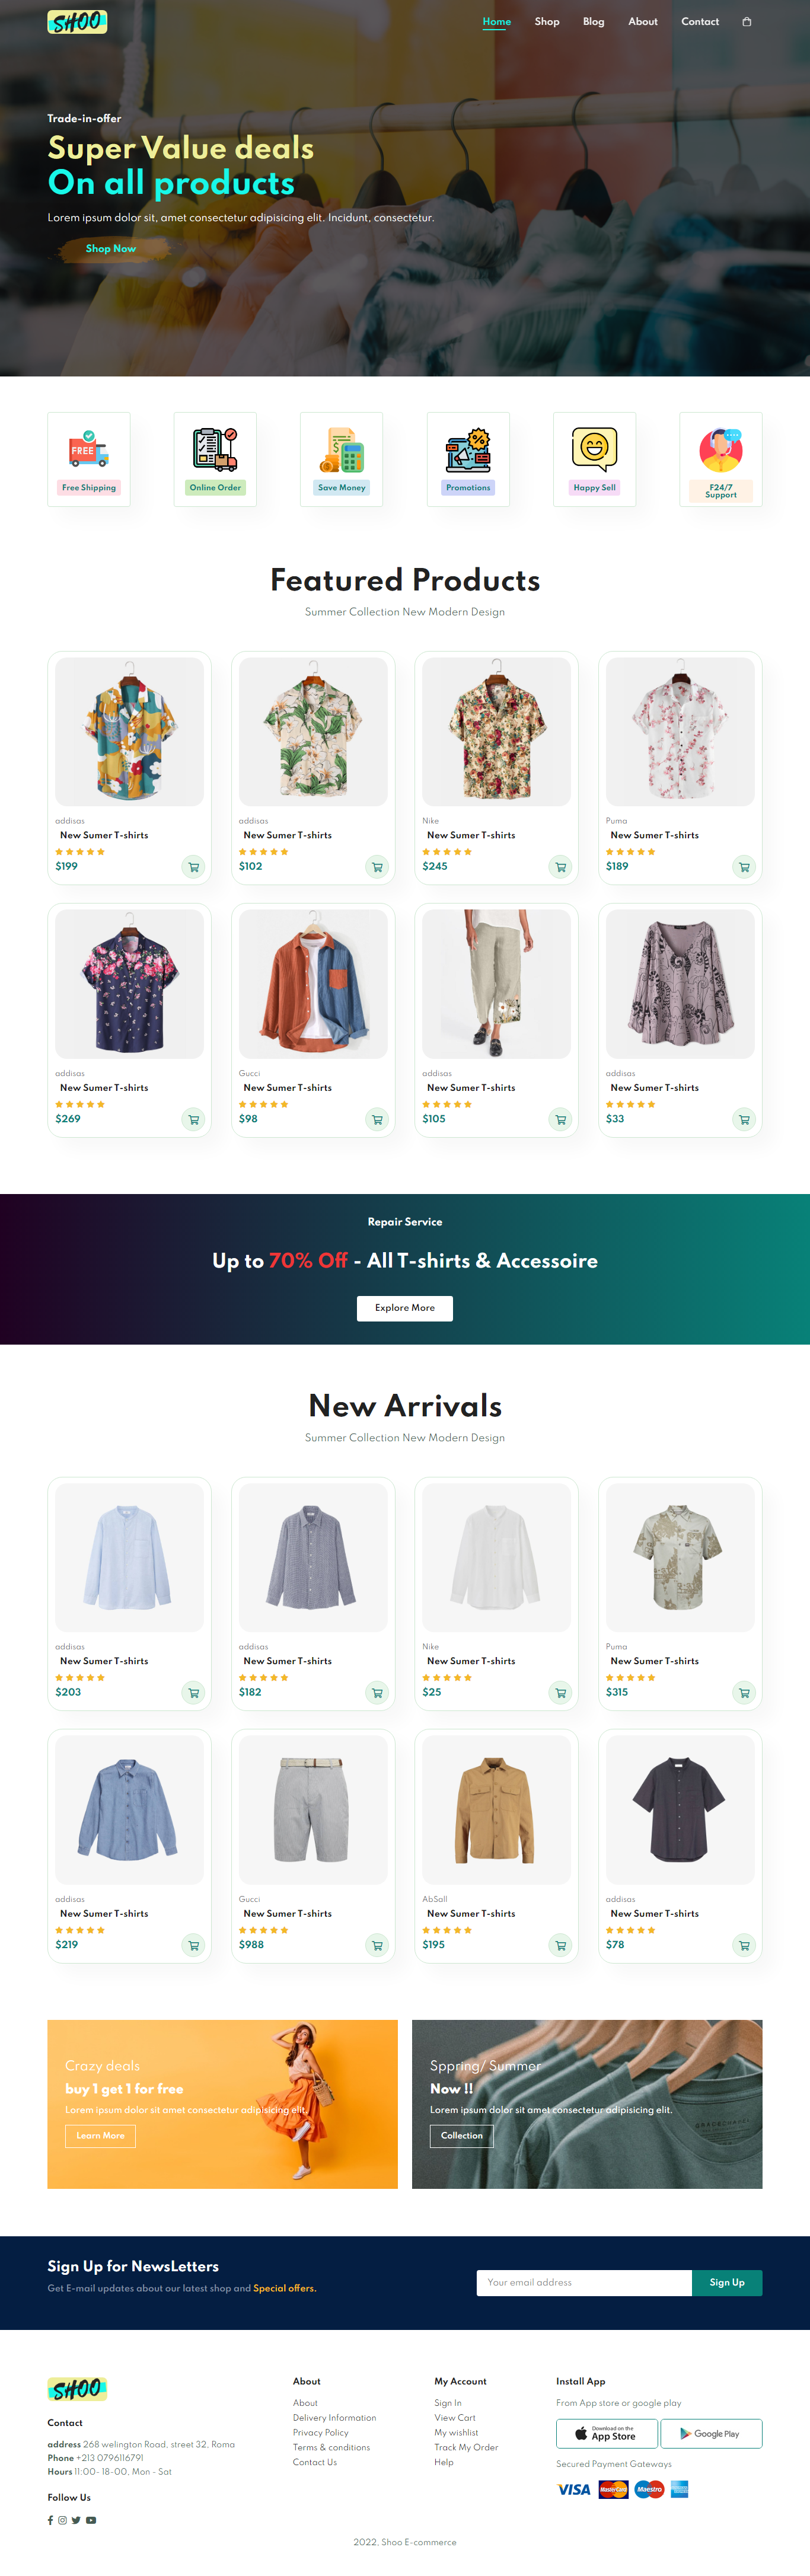 SHOO
Home Shop Blog About Contact
Trade-in-offer
Super Value deals
On all products
Lorem ipsum dolor sit, amet consectetur adipisicing elit. Incidunt, consectetur.
Shop Now
FREE
Free Shipping
Online Order
Save Money
Promotions
Happy Sell
F24/7
Support
Featured Products
Summer Collection New Modern Design
addisas
New Sumer T-shirts
$199
addisas
New Sumer T-shirts
$102
Nike
New Sumer T-shirts
$245
Puma
New Sumer T-shirts
$189
addisas
New Sumer T-shirts
$269
Gucci
New Sumer T-shirts
$98
addisas
New Sumer T-shirts
$105
addisas
New Sumer T-shirts
$33
Repair Service
Up to 70% Off - All T-shirts & Accessoire
Explore More
New Arrivals
Summer Collection New Modern Design
addisas
New Sumer T-shirts
$203
addisas
New Sumer T-shirts
$182
Nike
New Sumer T-shirts
$25
Puma
New Sumer T-shirts
$315
addisas
New Sumer T-shirts
$219
Gucci
New Sumer T-shirts
$988
AbSoll
New Sumer T-shirts
$195
addisas
New Sumer T-shirts
$78
Crazy deals
buy 1 get 1 for free
Lorem ipsum dolor sit amet consectetur adipisicing elit.
Learn More
Sppring/ Summer
Now !!
Lorem ipsum dolor sit amet consectetur adipisicing elit.
Collection
Sign Up for NewsLetters
Get E-mail updates about our latest shop and Special offers.
Your email address
Sign Up
SHOO
Contact
address 268 welington Road, street 32, Roma
Phone +213 0796116791
Hours 11:00- 18-00, Mon - Sat
Follow Us
About
About
Delivery Information
Privacy Policy
Terms & conditions
Contact Us
My Account
Sign In
View Cart
My wishlist
Track My Order
Help
Install App
From App store or google play
Download on the
App Store
Google Play
Secured Payment Gateways
VISA MasterCard Maestro
2022, Shoo E-commerce